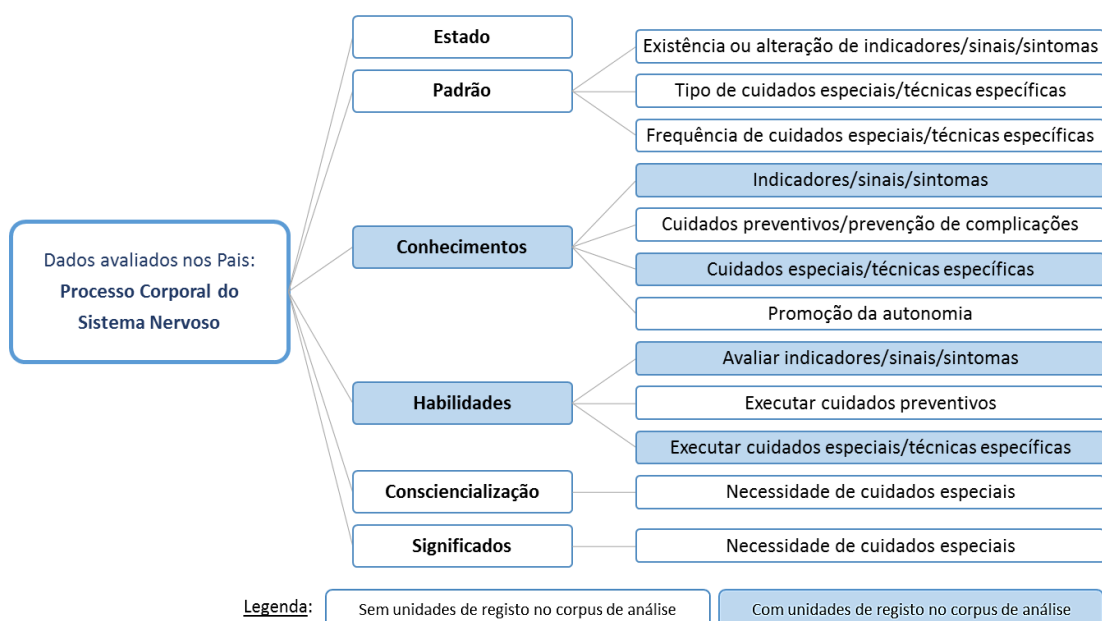 Dados avaliados nos Pais:
Processo Corporal do
Sistema Nervoso
Estado
Padrão
Existência ou alteração de indicadores/sinais/sintomas
Tipo de cuidados especiais/técnicas específicas
Frequência de cuidados especiais/técnicas específicas
Conhecimentos
Indicadores/sinais/sintomas
Cuidados preventivos/prevenção de complicações
Cuidados especiais/técnicas específicas
Promoção da autonomia
Habilidades
Avaliar indicadores/sinais/sintomas
Executar cuidados preventivos
Executar cuidados especiais/técnicas específicas
Consciencialização
Necessidade de cuidados especiais
Significados
Necessidade de cuidados especiais
Legenda:
Sem unidades de registo no corpus de análise
Com unidades de registo no corpus de análise